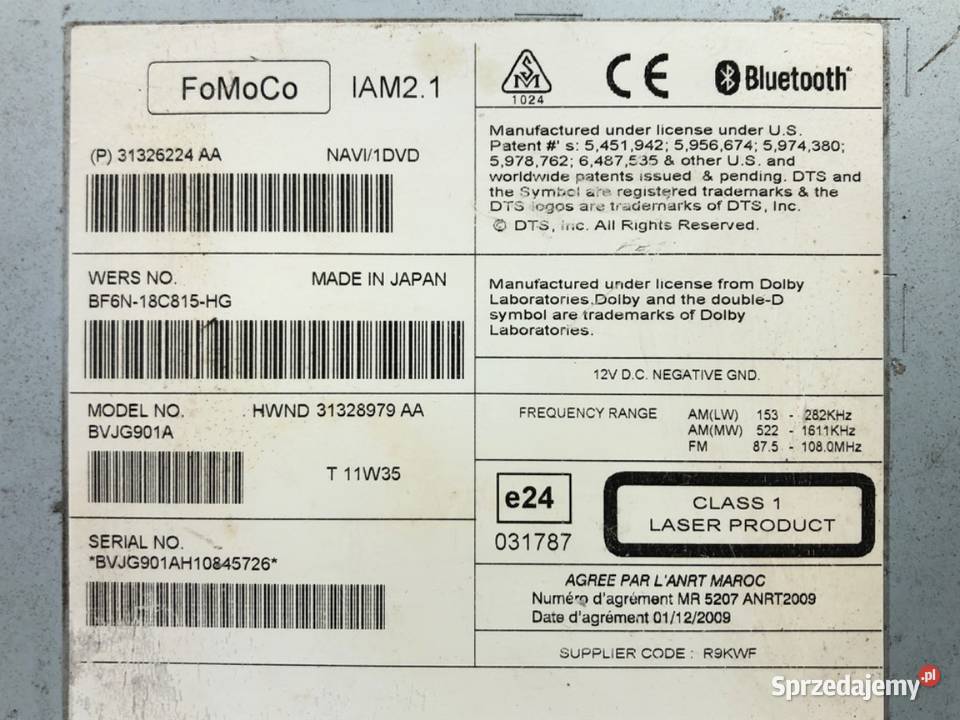 FoMoCo IAM2.1
(P) 31326224 AA NAVI/1DVD
WERS NO. MADE IN JAPAN
BF6N-18C815-HG
MODEL NO. HWND 31328979 AA
BVJG901A
T 11W35
SERIAL NO.
*BVJG901AH10845726*
SM
1024
CE
Bluetooth
Manufactured under license under U.S.
Patent #' s: 5,451,942; 5,956,674; 5,974,380;
5,978,762; 6,487,535 & other U.S. and
worldwide patents issued & pending. DTS and
the Symbol are registered trademarks & the
DTS logos are trademarks of DTS, Inc.
© DTS, Inc. All Rights Reserved.
Manufactured under license from Dolby
Laboratories.Dolby and the double-D
symbol are trademarks of Dolby
Laboratories.
12V D.C. NEGATIVE GND.
FREQUENCY RANGE AM(LW) 153 - 282KHz
AM(MW) 522 - 1611KHz
FM 87.5 - 108.0MHz
e24
031787
CLASS 1
LASER PRODUCT
AGREE PAR L'ANRT MAROC
Numéro d'agrément MR 5207 ANRT2009
Date d'agrément 01/12/2009
SUPPLIER CODE : R9KWF
Sprzedajemy.pl